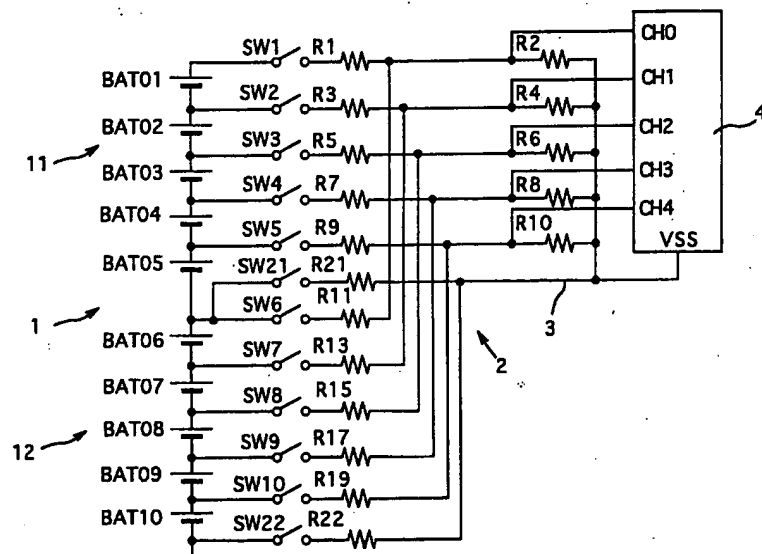 SW1 R1 R2 CH0
BAT01
SW2 R3 R4 CH1
BAT02
11
SW3 R5 R6 CH2
4
BAT03
SW4 R7 R8 CH3
BAT04
SW5 R9 R10 CH4
BAT05
VSS
SW21 R21
1
SW6 R11
3
BAT06
2
SW7 R13
BAT07
SW8 R15
12
BAT08
SW9 R17
BAT09
SW10 R19
BAT10
SW22 R22